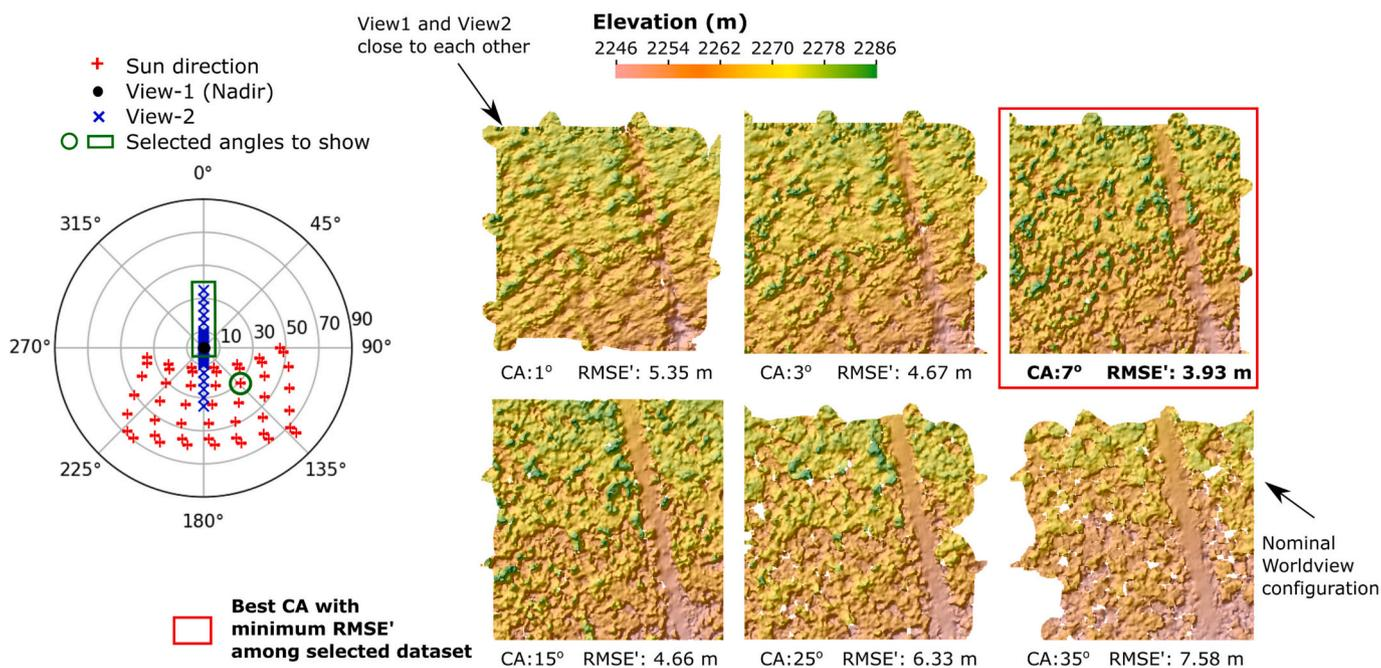 View1 and View2
close to each other
Elevation (m)
2246 2254 2262 2270 2278 2286
Sun direction
View-1 (Nadir)
View-2
Selected angles to show
0°
315°
45°
10 30 50 70 90
270°
90°
225°
135°
180°
CA:1° RMSE': 5.35 m
CA:3° RMSE': 4.67 m
CA:7° RMSE': 3.93 m
Nominal
Worldview
configuration
Best CA with
minimum RMSE'
among selected dataset
CA:15° RMSE': 4.66 m
CA:25° RMSE': 6.33 m
CA:35° RMSE': 7.58 m